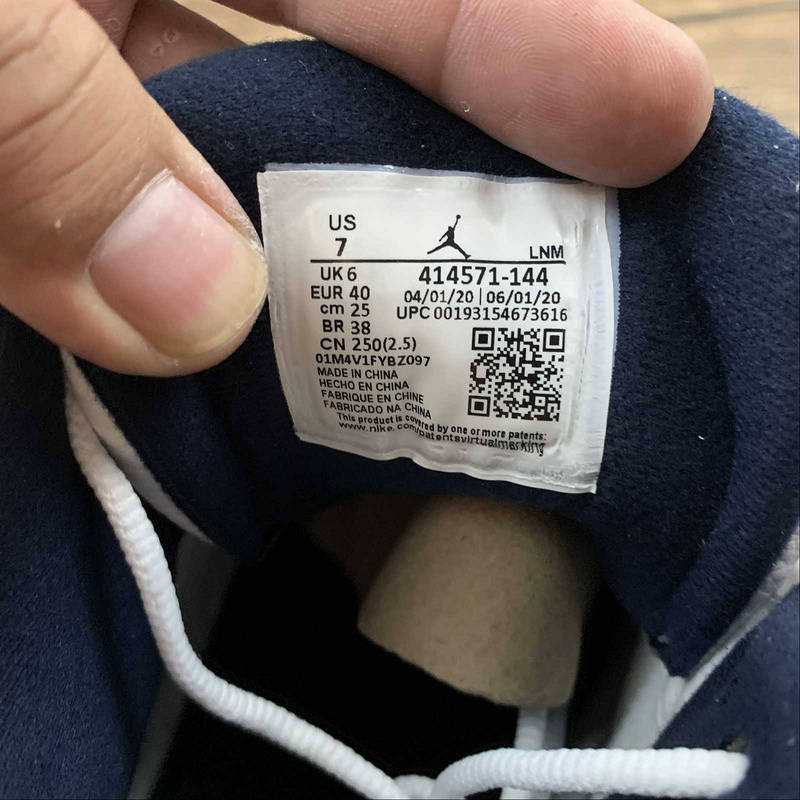 US
7
LNM
UK 6
414571-144
EUR 40
04/01/20 | 06/01/20
cm 25
UPC 00193154673616
BR 38
CN 250(2.5)
01M4V1FYBZ097
MADE IN CHINA
HECHO EN CHINA
FABRIQUE EN CHINE
FABRICADO NA CHINA
This product is covered by one or more patents:
www.nike.com/patentsvirtualmarking